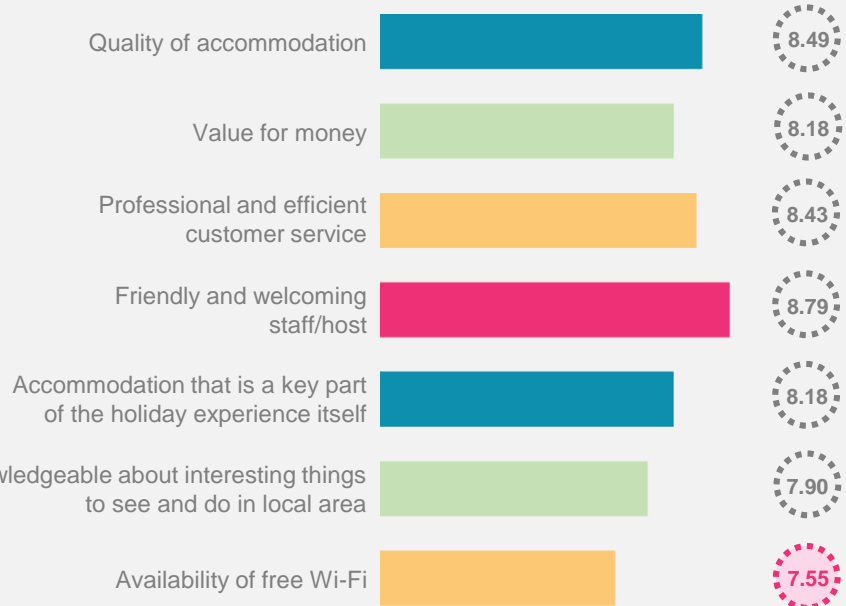 Quality of accommodation
8.49
Value for money
8.18
Professional and efficient
customer service
8.43
Friendly and welcoming
staff/host
8.79
Accommodation that is a key part
of the holiday experience itself
8.18
wledgeable about interesting things
to see and do in local area
7.90
Availability of free Wi-Fi
7.55